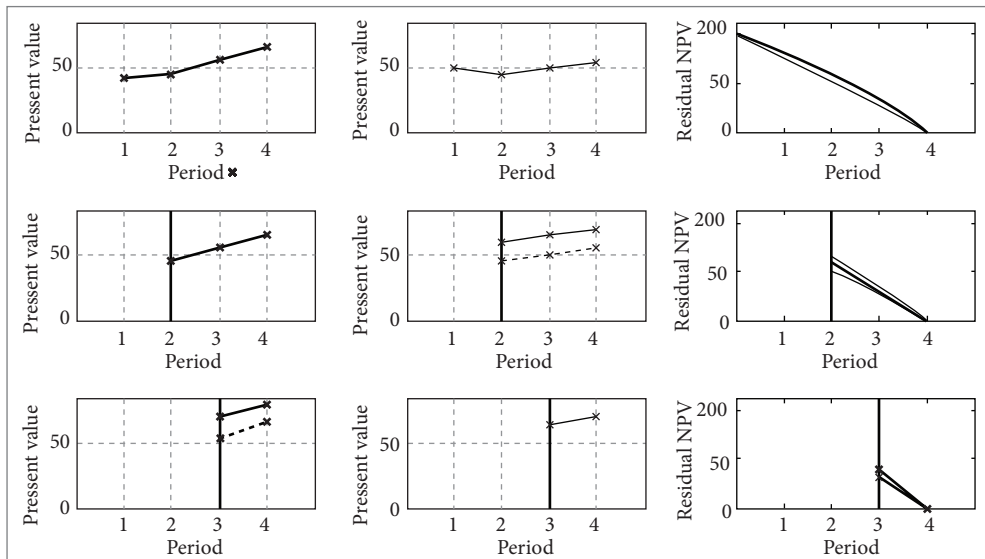 Pressent value
50
0
1 2 3 4
Period
Pressent value
50
0
1 2 3 4
Period
Residual NPV
200
50
0
1 2 3 4
Period
Pressent value
50
0
1 2 3 4
Period
Pressent value
50
0
1 2 3 4
Period
Residual NPV
200
50
0
1 2 3 4
Period
Pressent value
50
0
1 2 3 4
Period
Pressent value
50
0
1 2 3 4
Period
Residual NPV
200
50
0
1 2 3 4
Period